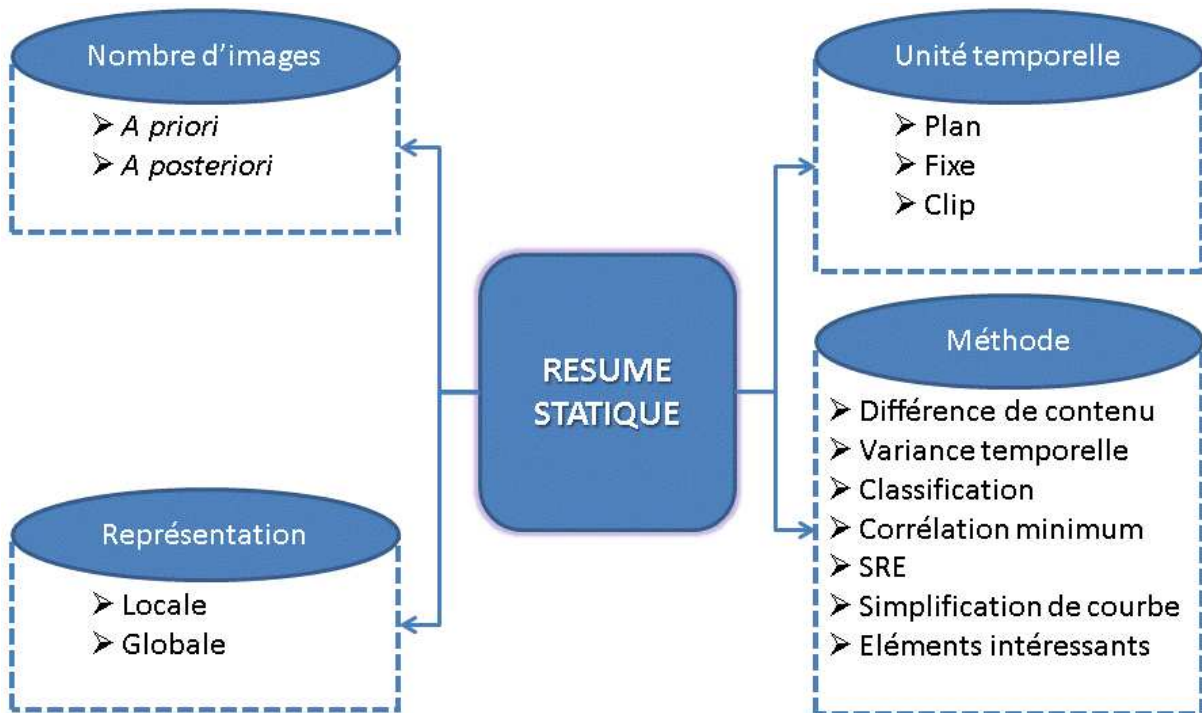 Nombre d'images
➢ A priori
➢ A posteriori
Unité temporelle
➢ Plan
➢ Fixe
➢ Clip
RESUME
STATIQUE
Représentation
➢ Locale
➢ Globale
Méthode
➢ Différence de contenu
➢ Variance temporelle
➢ Classification
➢ Corrélation minimum
➢ SRE
➢ Simplification de courbe
➢ Eléments intéressants